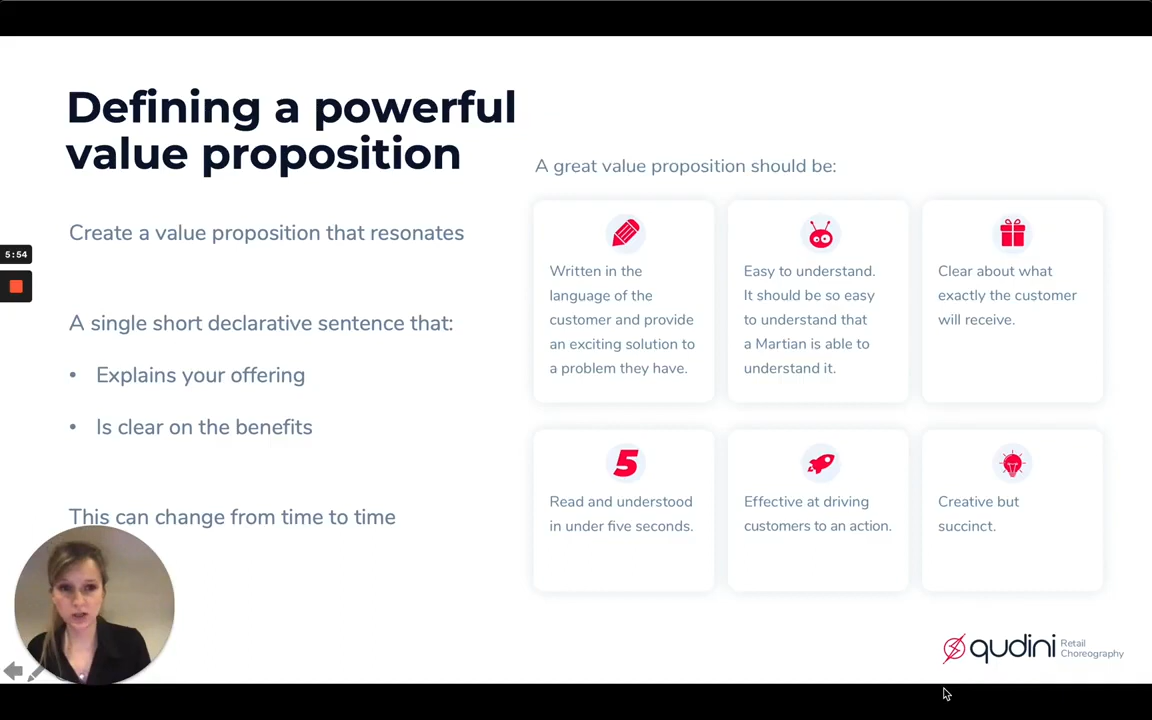 Defining a powerful
value proposition
Create a value proposition that resonates
A single short declarative sentence that:
• Explains your offering
• Is clear on the benefits
This can change from time to time
A great value proposition should be:
Written in the
language of the
customer and provide
an exciting solution to
a problem they have.
Easy to understand.
It should be so easy
to understand that
a Martian is able to
understand it.
Clear about what
exactly the customer
will receive.
5
Read and understood
in under five seconds.
Effective at driving
customers to an action.
Creative but
succinct.
5:54
qudini
Retail
Choreography